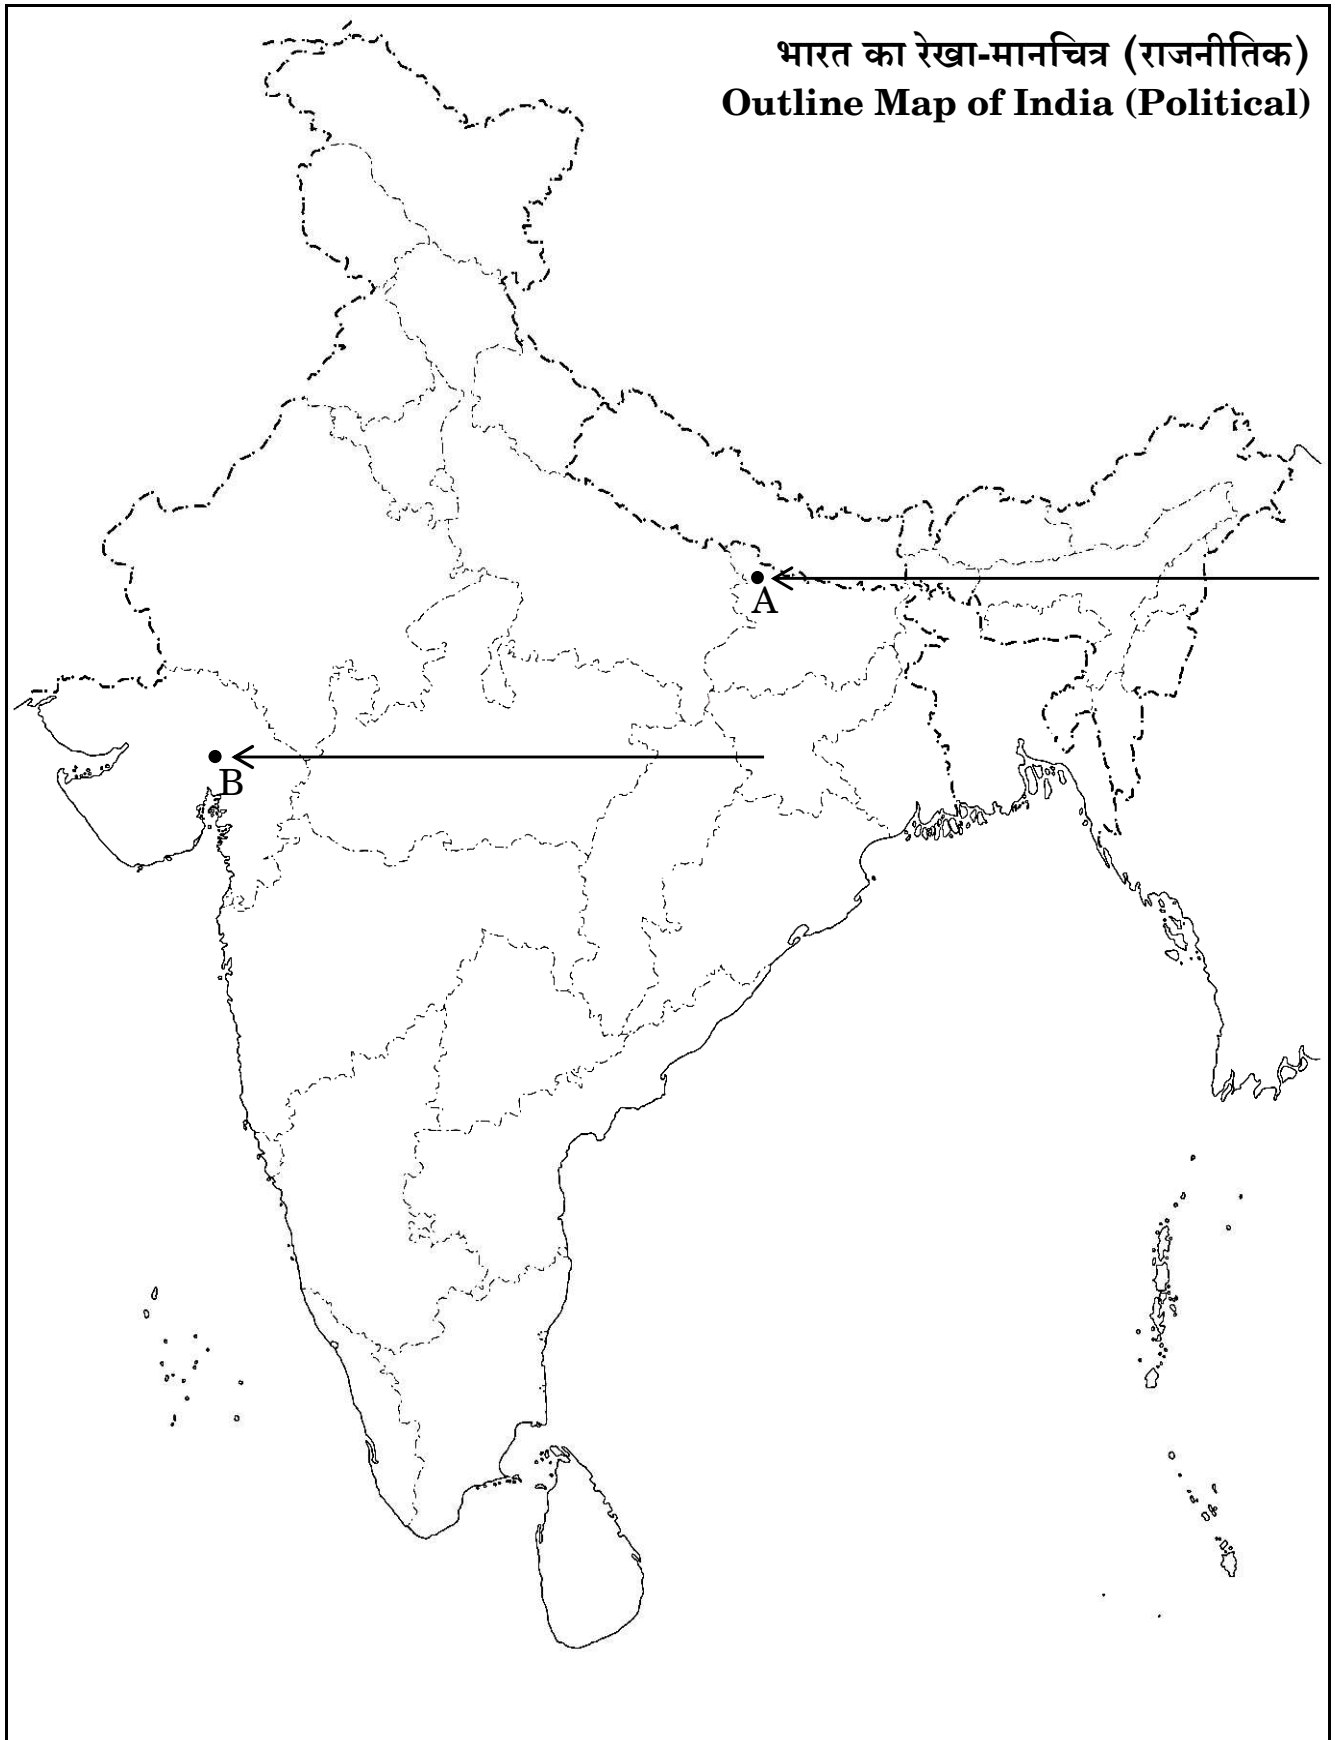 भारत का रेखा-मानचित्र (राजनीतिक)
Outline Map of India (Political)
A
B